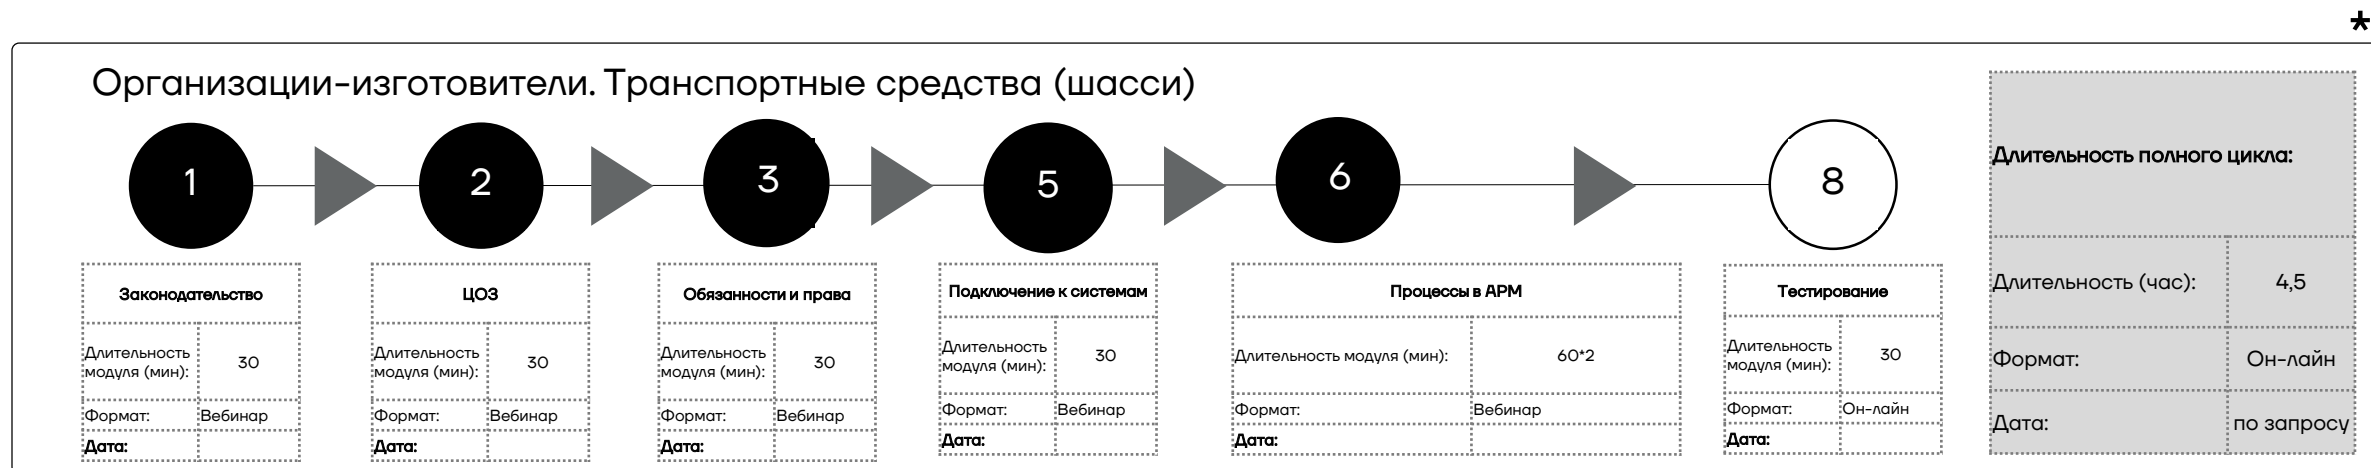 *
Организации-изготовители. Транспортные средства (шасси)
1
2
3
5
6
8
Законодательство
Длительность модуля (мин): 30
Формат: Вебинар
Дата:
ЦОЗ
Длительность модуля (мин): 30
Формат: Вебинар
Дата:
Обязанности и права
Длительность модуля (мин): 30
Формат: Вебинар
Дата:
Подключение к системам
Длительность модуля (мин): 30
Формат: Вебинар
Дата:
Процессы в АРМ
Длительность модуля (мин): 60*2
Формат: Вебинар
Дата:
Тестирование
Длительность модуля (мин): 30
Формат: Он-лайн
Дата:
Длительность полного цикла:
Длительность (час): 4,5
Формат: Он-лайн
Дата: по запросу